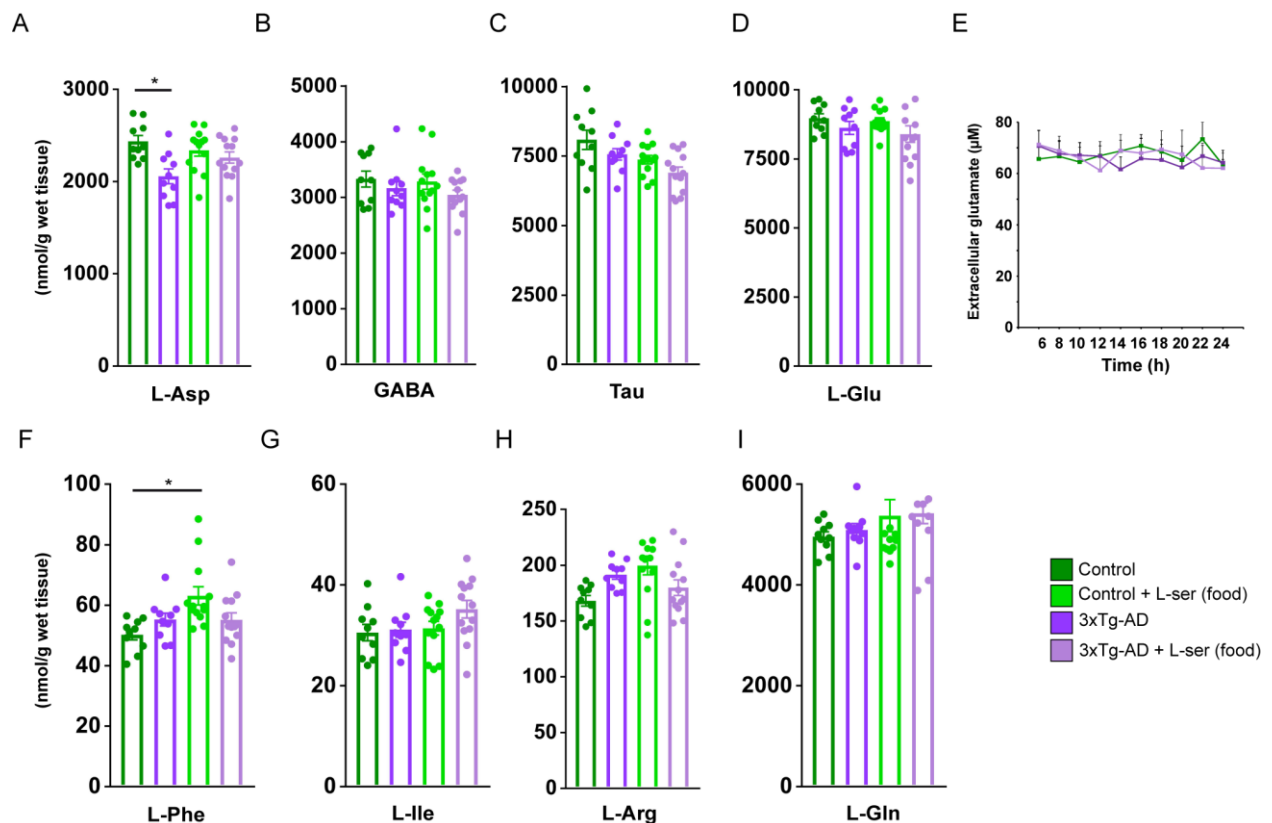 A
B
C
D
E
*
(nmol/g wet tissue)
3000
2000
1000
0
L-Asp
5000
4000
3000
2000
1000
0
GABA
10000
7500
5000
2500
0
Tau
10000
7500
9000
2500
0
L-Glu
Extracellular glutamate (µM)
80
60
40
20
0
6 8 10 12 14 16 18 20 22 24
Time (h)
F
G
H
I
*
(nmol/g wet tissue)
100
80
60
40
20
0
L-Phe
60
40
20
0
L-Ile
250
200
150
100
50
0
L-Arg
6000
4000
2000
0
L-Gln
Control
Control + L-ser (food)
3xTg-AD
3xTg-AD + L-ser (food)